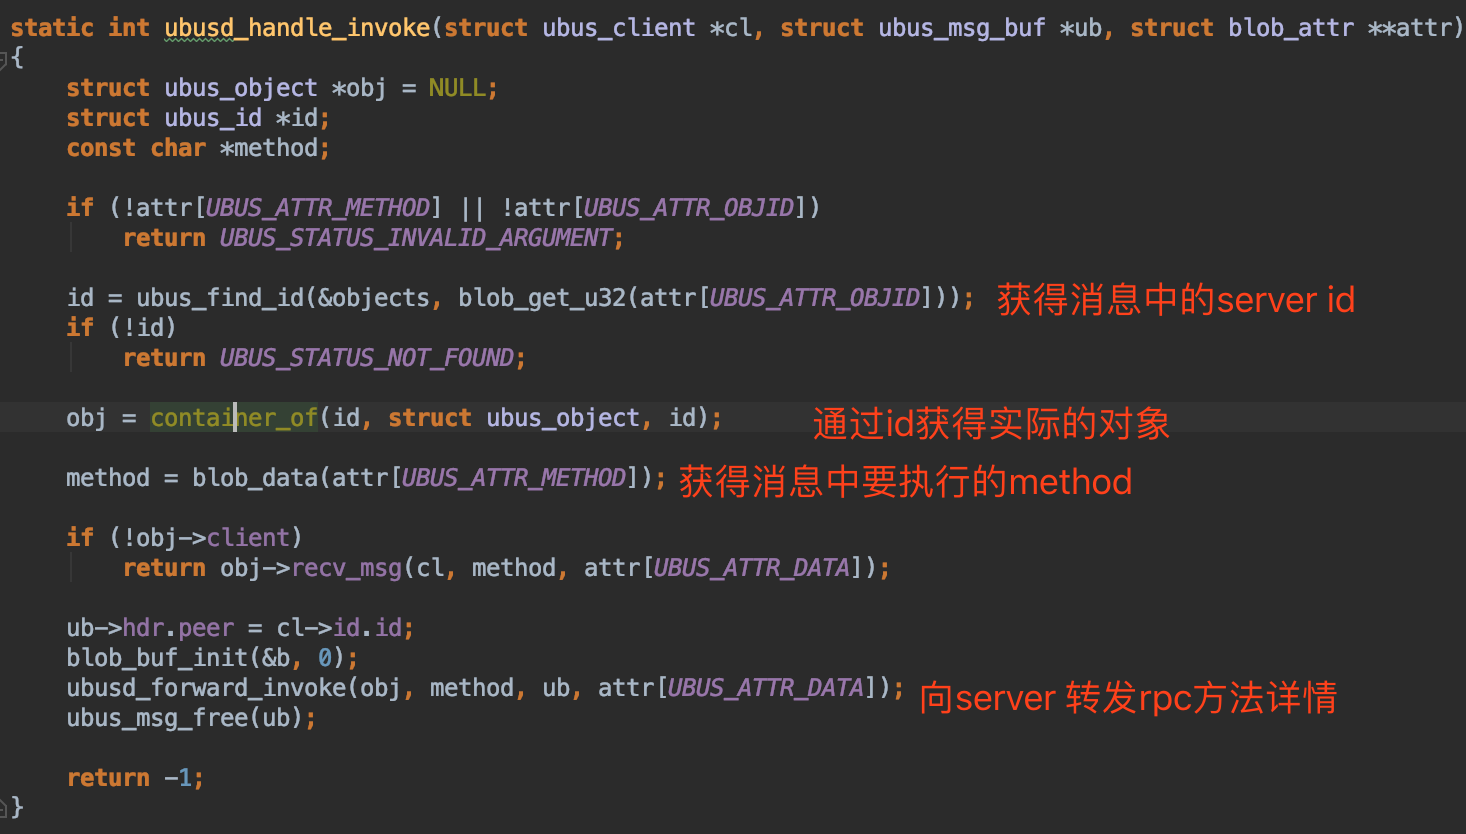 static int ubusd_handle_invoke(struct ubus_client *cl, struct ubus_msg_buf *ub, struct blob_attr **attr)
{
    struct ubus_object *obj = NULL;
    struct ubus_id *id;
    const char *method;

    if (!attr[UBUS_ATTR_METHOD] || !attr[UBUS_ATTR_OBJID])
        return UBUS_STATUS_INVALID_ARGUMENT;

    id = ubus_find_id(&objects, blob_get_u32(attr[UBUS_ATTR_OBJID])); 获得消息中的server id
    if (!id)
        return UBUS_STATUS_NOT_FOUND;

    obj = container_of(id, struct ubus_object, id); 通过id获得实际的对象

    method = blob_data(attr[UBUS_ATTR_METHOD]); 获得消息中要执行的method

    if (!obj->client)
        return obj->recv_msg(cl, method, attr[UBUS_ATTR_DATA]);

    ub->hdr.peer = cl->id.id;
    blob_buf_init(&b, 0);
    ubusd_forward_invoke(obj, method, ub, attr[UBUS_ATTR_DATA]); 向server 转发rpc方法详情
    ubus_msg_free(ub);

    return -1;
}